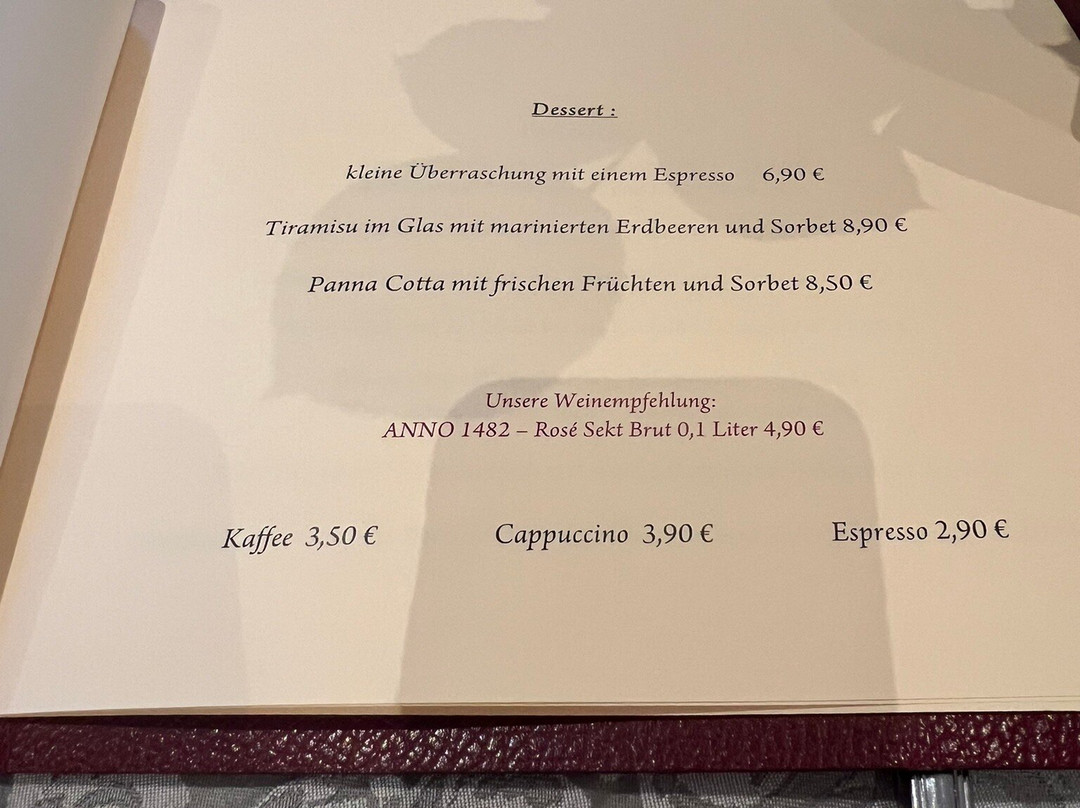 Dessert :
kleine Überraschung mit einem Espresso 6,90 €
Tiramisu im Glas mit marinierten Erdbeeren und Sorbet 8,90 €
Panna Cotta mit frischen Früchten und Sorbet 8,50 €
Unsere Weinempfehlung:
ANNO 1482 – Rosé Sekt Brut 0,1 Liter 4,90 €
Kaffee 3,50 € Cappuccino 3,90 € Espresso 2,90 €